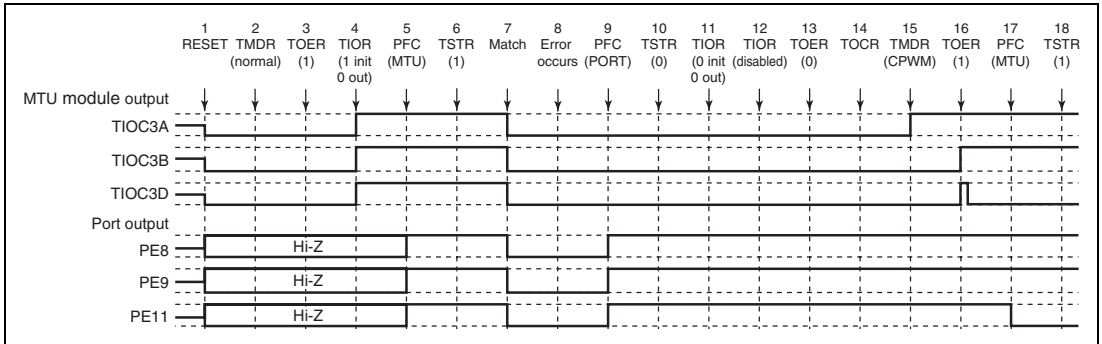 1 2 3 4 5 6 7 8 9 10 11 12 13 14 15 16 17 18
RESET TMDR TOER TIOR PFC TSTR Match Error PFC TSTR TIOR TIOR TOER TOCR TMDR TOER PFC TSTR
(normal) (1) (1 init (MTU) (1) occurs (PORT) (0) (0 init (disabled) (0) (CPWM) (1) (MTU) (1)
0 out) 0 out)
MTU module output
TIOC3A
TIOC3B
TIOC3D
Port output
PE8 Hi-Z
PE9 Hi-Z
PE11 Hi-Z